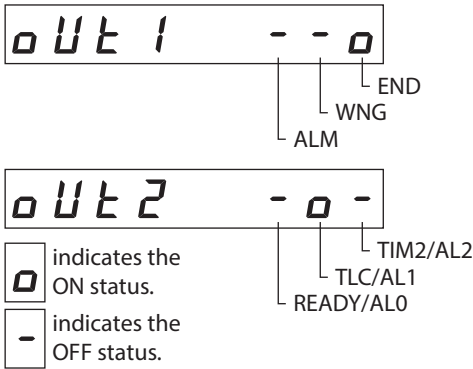 oUt1 --o
END
WNG
ALM
oUt2 -o-
TIM2/AL2
TLC/AL1
READY/AL0
o indicates the
ON status.
- indicates the
OFF status.